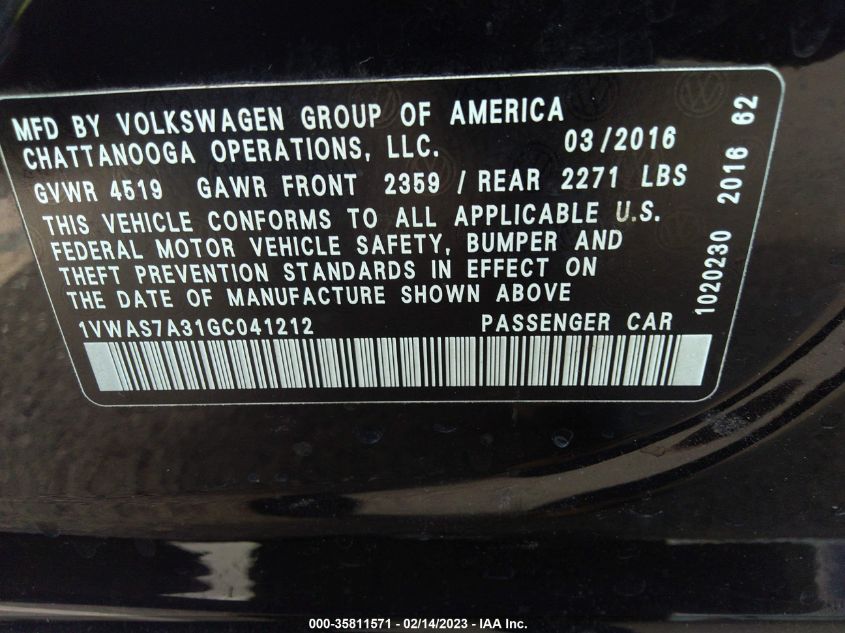 MFD BY VOLKSWAGEN GROUP OF AMERICA
CHATTANOOGA OPERATIONS, LLC. 03/2016
GVWR 4519 GAWR FRONT 2359 / REAR 2271 LBS
THIS VEHICLE CONFORMS TO ALL APPLICABLE U.S.
FEDERAL MOTOR VEHICLE SAFETY, BUMPER AND
THEFT PREVENTION STANDARDS IN EFFECT ON
THE DATE OF MANUFACTURE SHOWN ABOVE
1VWAS7A31GC041212 PASSENGER CAR
1020230 2016 62
000-35811571 - 02/14/2023 - IAA Inc.